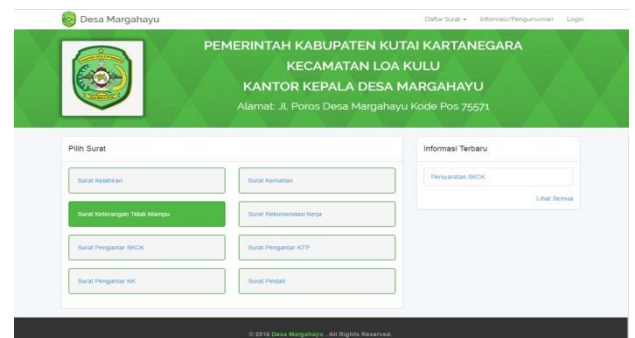 Desa Margahayu
Daftar Surat
Informasi/Pengumuman
Login
PEMERINTAH KABUPATEN KUTAI KARTANEGARA
KECAMATAN LOA KULU
KANTOR KEPALA DESA MARGAHAYU
Alamat: Jl. Poros Desa Margahayu Kode Pos 75571
Pilih Surat
Surat Kelahiran
Surat Kematian
Surat Keterangan Tidak Mampu
Surat Rekomendasi Kerja
Surat Pengantar SKCK
Surat Pengantar KTP
Surat Pengantar KK
Surat Pindah
Informasi Terbaru
Persyaratan SKCK
Lihat Semua
© 2018 Desa Margahayu . All Rights Reserved.